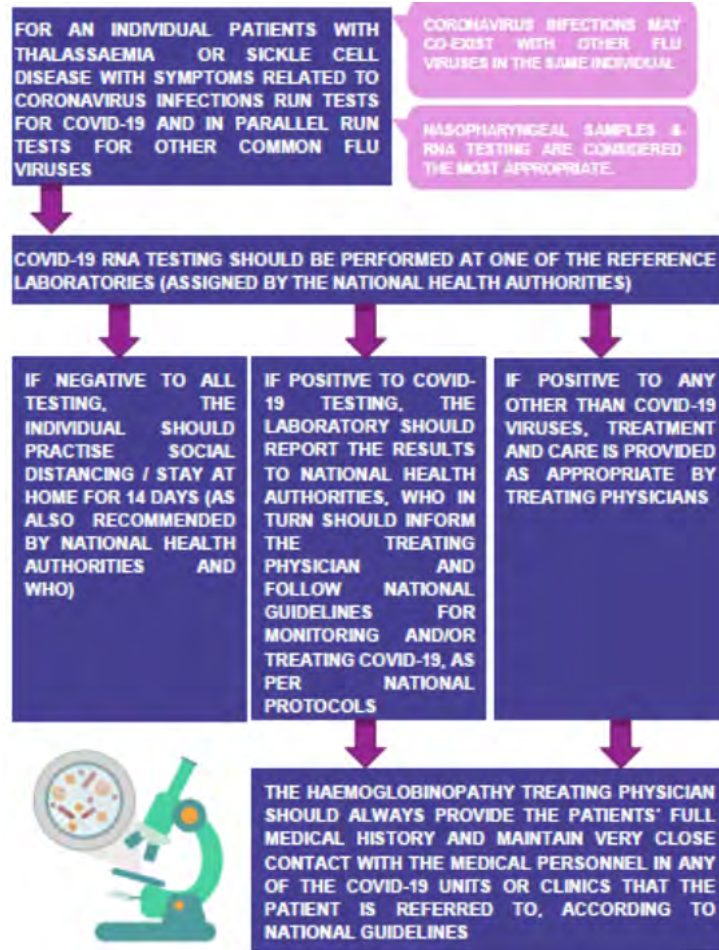 FOR AN INDIVIDUAL PATIENTS WITH
THALASSAEMIA OR SICKLE CELL
DISEASE WITH SYMPTOMS RELATED TO
CORONAVIRUS INFECTIONS RUN TESTS
FOR COVID-19 AND IN PARALLEL RUN
TESTS FOR OTHER COMMON FLU
VIRUSES
CORONAVIRUS INFECTIONS MAY
CO-EXIST WITH OTHER FLU
VIRUSES IN THE SAME INDIVIDUAL
NASOPHARYNGEAL SAMPLES &
RNA TESTING ARE CONSIDERED
THE MOST APPROPRIATE.
COVID-19 RNA TESTING SHOULD BE PERFORMED AT ONE OF THE REFERENCE
LABORATORIES (ASSIGNED BY THE NATIONAL HEALTH AUTHORITIES)
IF NEGATIVE TO ALL
TESTING, THE
INDIVIDUAL SHOULD
PRACTISE SOCIAL
DISTANCING / STAY AT
HOME FOR 14 DAYS (AS
ALSO RECOMMENDED
BY NATIONAL HEALTH
AUTHORITIES AND
WHO)
IF POSITIVE TO COVID-
19 TESTING, THE
LABORATORY SHOULD
REPORT THE RESULTS
TO NATIONAL HEALTH
AUTHORITIES, WHO IN
TURN SHOULD INFORM
THE TREATING
PHYSICIAN AND
FOLLOW NATIONAL
GUIDELINES FOR
MONITORING AND/OR
TREATING COVID-19, AS
PER NATIONAL
PROTOCOLS
IF POSITIVE TO ANY
OTHER THAN COVID-19
VIRUSES, TREATMENT
AND CARE IS PROVIDED
AS APPROPRIATE BY
TREATING PHYSICIANS
THE HAEMOGLOBINOPATHY TREATING PHYSICIAN
SHOULD ALWAYS PROVIDE THE PATIENTS' FULL
MEDICAL HISTORY AND MAINTAIN VERY CLOSE
CONTACT WITH THE MEDICAL PERSONNEL IN ANY
OF THE COVID-19 UNITS OR CLINICS THAT THE
PATIENT IS REFERRED TO, ACCORDING TO
NATIONAL GUIDELINES